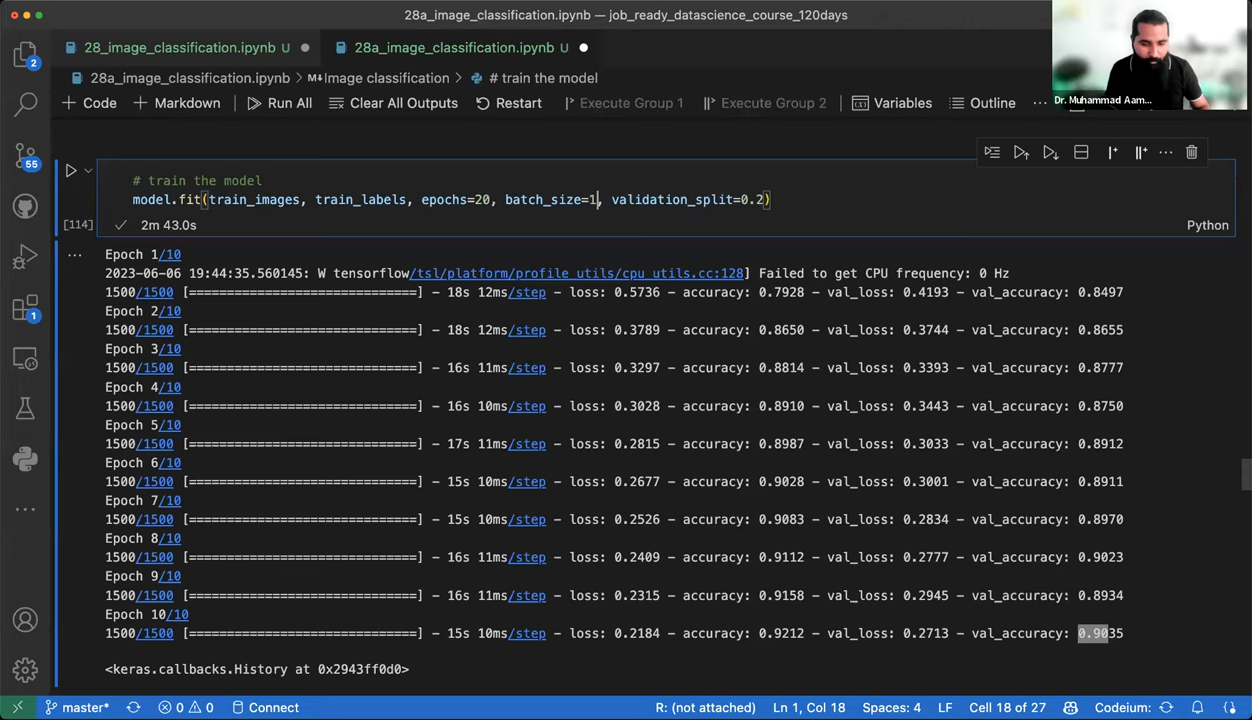 28a_image_classification.ipynb — job_ready_datascience_course_120days
28_image_classification.ipynb U
28a_image_classification.ipynb U
28a_image_classification.ipynb > M↓Image classification > # train the model
+ Code + Markdown Run All Clear All Outputs Restart Execute Group 1 Execute Group 2 Variables Outline ...
Dr. Muhammad Aam...
2
55
1
# train the model
model.fit(train_images, train_labels, epochs=20, batch_size=1, validation_split=0.2)
[114] 2m 43.0s Python
Epoch 1/10
2023-06-06 19:44:35.560145: W tensorflow/tsl/platform/profile_utils/cpu_utils.cc:128] Failed to get CPU frequency: 0 Hz
1500/1500 [==============================] - 18s 12ms/step - loss: 0.5736 - accuracy: 0.7928 - val_loss: 0.4193 - val_accuracy: 0.8497
Epoch 2/10
1500/1500 [==============================] - 18s 12ms/step - loss: 0.3789 - accuracy: 0.8650 - val_loss: 0.3744 - val_accuracy: 0.8655
Epoch 3/10
1500/1500 [==============================] - 16s 11ms/step - loss: 0.3297 - accuracy: 0.8814 - val_loss: 0.3393 - val_accuracy: 0.8777
Epoch 4/10
1500/1500 [==============================] - 16s 10ms/step - loss: 0.3028 - accuracy: 0.8910 - val_loss: 0.3443 - val_accuracy: 0.8750
Epoch 5/10
1500/1500 [==============================] - 17s 11ms/step - loss: 0.2815 - accuracy: 0.8987 - val_loss: 0.3033 - val_accuracy: 0.8912
Epoch 6/10
1500/1500 [==============================] - 15s 10ms/step - loss: 0.2677 - accuracy: 0.9028 - val_loss: 0.3001 - val_accuracy: 0.8911
Epoch 7/10
1500/1500 [==============================] - 15s 10ms/step - loss: 0.2526 - accuracy: 0.9083 - val_loss: 0.2834 - val_accuracy: 0.8970
Epoch 8/10
1500/1500 [==============================] - 16s 11ms/step - loss: 0.2409 - accuracy: 0.9112 - val_loss: 0.2777 - val_accuracy: 0.9023
Epoch 9/10
1500/1500 [==============================] - 16s 11ms/step - loss: 0.2315 - accuracy: 0.9158 - val_loss: 0.2945 - val_accuracy: 0.8934
Epoch 10/10
1500/1500 [==============================] - 15s 10ms/step - loss: 0.2184 - accuracy: 0.9212 - val_loss: 0.2713 - val_accuracy: 0.9035
<keras.callbacks.History at 0x2943ff0d0>
master* 0 0 Connect R: (not attached) Ln 1, Col 18 Spaces: 4 LF Cell 18 of 27 Codeium: